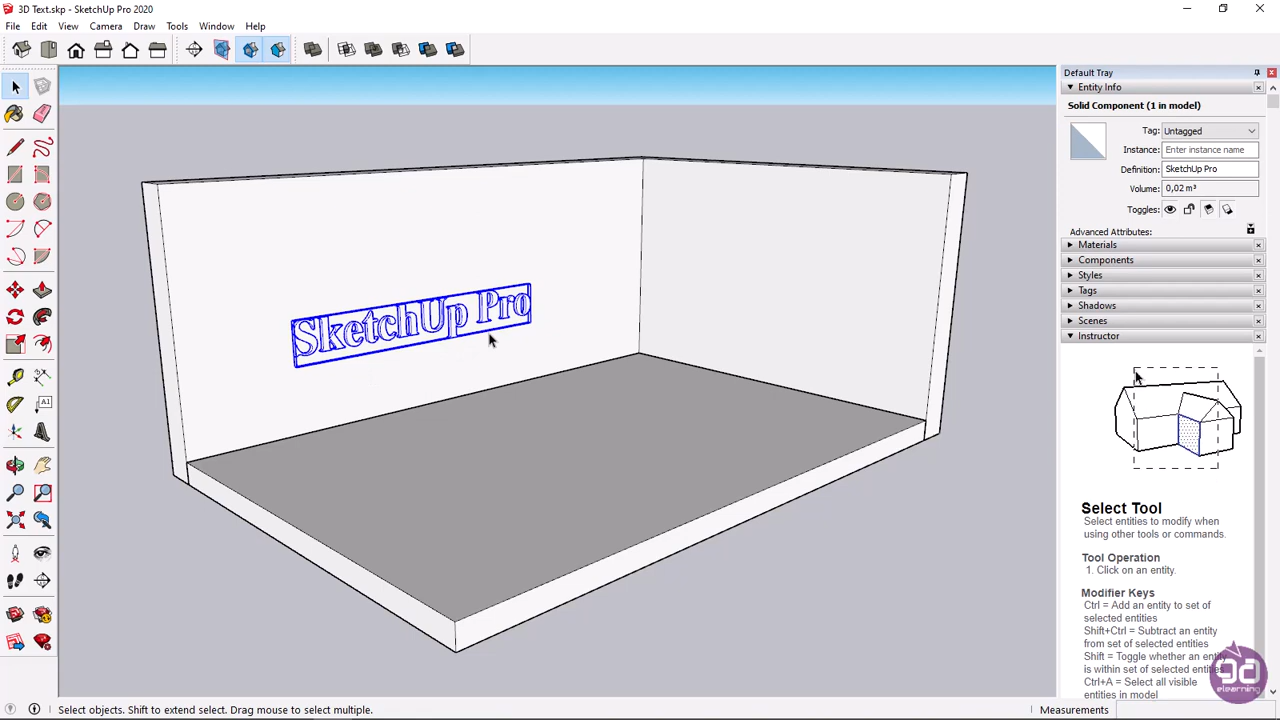 3D Text.skp - SketchUp Pro 2020
File Edit View Camera Draw Tools Window Help
SketchUp Pro
A1
Default Tray
Entity Info
Solid Component (1 in model)
Tag: Untagged
Instance: Enter instance name
Definition: SketchUp Pro
Volume: 0,02 m³
Toggles:
Advanced Attributes:
Materials
Components
Styles
Tags
Shadows
Scenes
Instructor
Select Tool
Select entities to modify when
using other tools or commands.
Tool Operation
1. Click on an entity.
Modifier Keys
Ctrl = Add an entity to set of
selected entities
Shift+Ctrl = Subtract an entity
from set of selected entities
Shift = Toggle whether an entity
is within set of selected entities
Ctrl+A = Select all visible
entities in model
elearning
Select objects. Shift to extend select. Drag mouse to select multiple.
Measurements